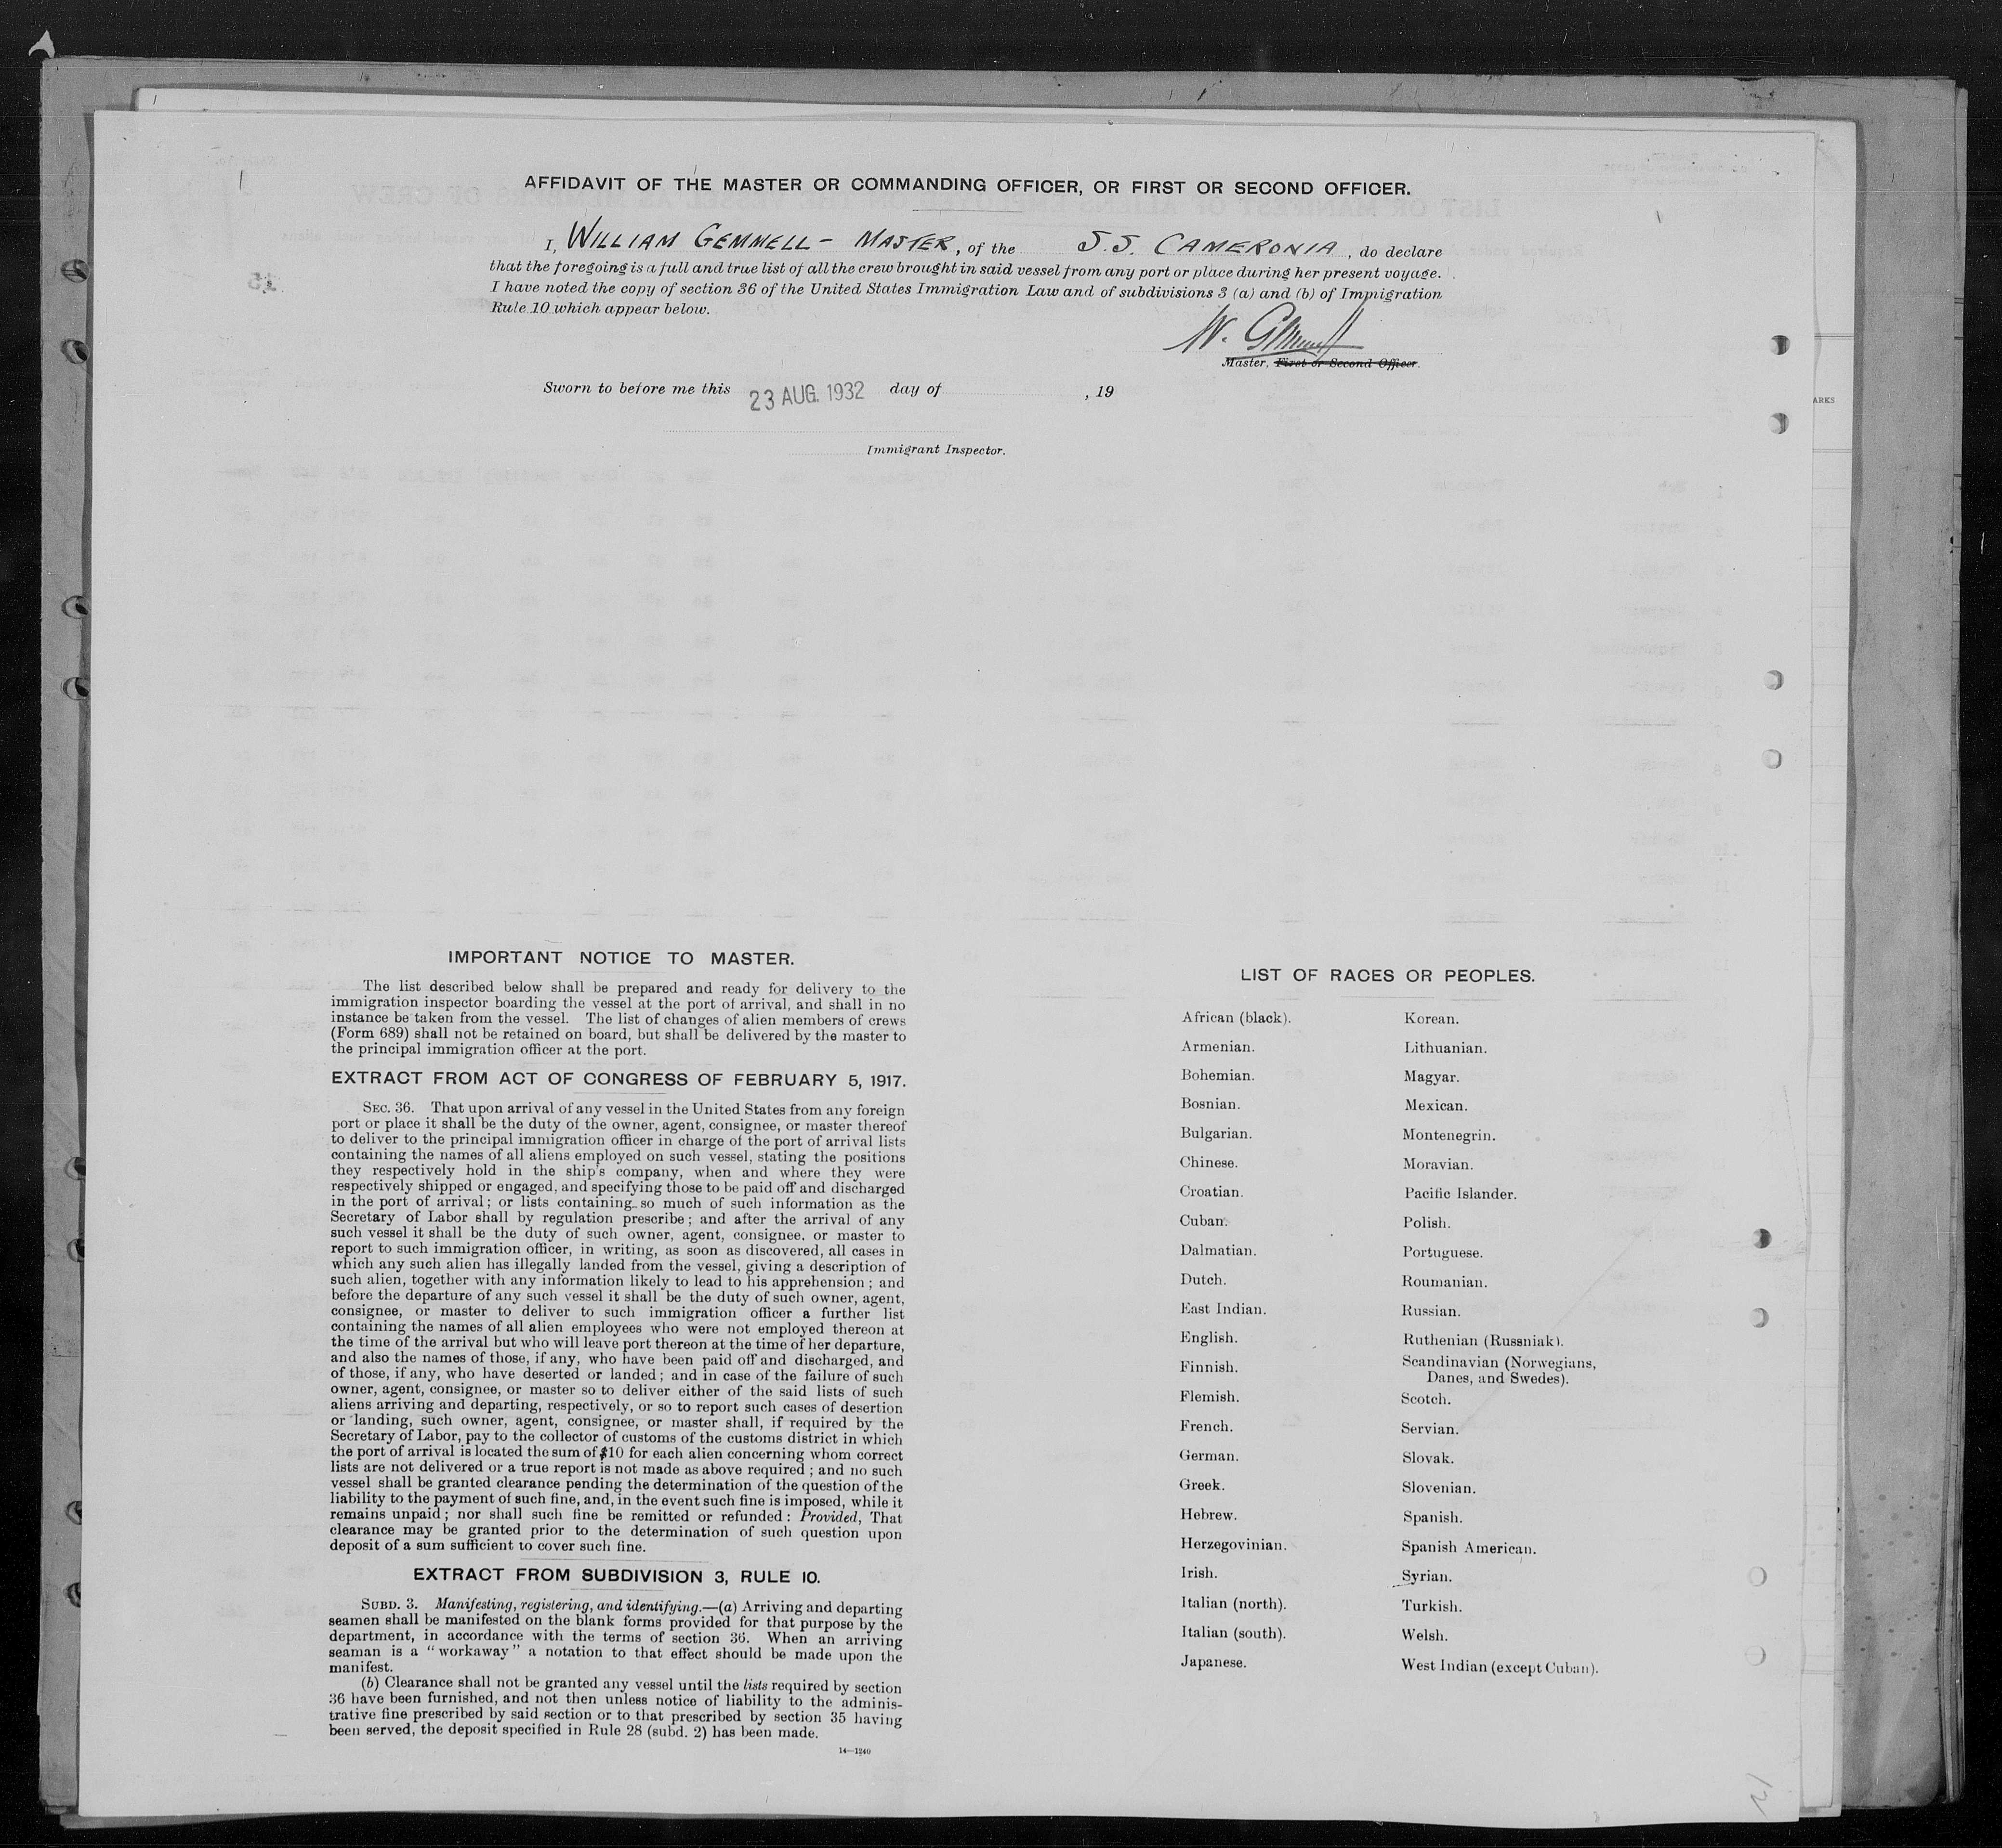 AFFIDAVIT OF THE MASTER OR COMMANDING OFFICER, OR FIRST OR SECOND OFFICER.
I, WILLIAM GEMMELL - MASTER, of the S.S. CAMERONIA, do declare
that the foregoing is a full and true list of all the crew brought in said vessel from any port or place during her present voyage.
I have noted the copy of section 36 of the United States Immigration Law and of subdivisions 3 (a) and (b) of Immigration
Rule 10 which appear below.
W. Gemmell
Master, First or Second Officer.
Sworn to before me this 23 AUG. 1932 day of , 19
Immigrant Inspector.
ARKS
IMPORTANT NOTICE TO MASTER.
The list described below shall be prepared and ready for delivery to the
immigration inspector boarding the vessel at the port of arrival, and shall in no
instance be taken from the vessel. The list of changes of alien members of crews
(Form 689) shall not be retained on board, but shall be delivered by the master to
the principal immigration officer at the port.
EXTRACT FROM ACT OF CONGRESS OF FEBRUARY 5, 1917.
SEC. 36. That upon arrival of any vessel in the United States from any foreign
port or place it shall be the duty of the owner, agent, consignee, or master thereof
to deliver to the principal immigration officer in charge of the port of arrival lists
containing the names of all aliens employed on such vessel, stating the positions
they respectively hold in the ship's company, when and where they were
respectively shipped or engaged, and specifying those to be paid off and discharged
in the port of arrival; or lists containing so much of such information as the
Secretary of Labor shall by regulation prescribe; and after the arrival of any
such vessel it shall be the duty of such owner, agent, consignee. or master to
report to such immigration officer, in writing, as soon as discovered, all cases in
which any such alien has illegally landed from the vessel, giving a description of
such alien, together with any information likely to lead to his apprehension; and
before the departure of any such vessel it shall be the duty of such owner, agent,
consignee, or master to deliver to such immigration officer a further list
containing the names of all alien employees who were not employed thereon at
the time of the arrival but who will leave port thereon at the time of her departure,
and also the names of those, if any, who have been paid off and discharged, and
of those, if any, who have deserted or landed; and in case of the failure of such
owner, agent, consignee, or master so to deliver either of the said lists of such
aliens arriving and departing, respectively, or so to report such cases of desertion
or landing, such owner, agent, consignee, or master shall, if required by the
Secretary of Labor, pay to the collector of customs of the customs district in which
the port of arrival is located the sum of $10 for each alien concerning whom correct
lists are not delivered or a true report is not made as above required; and no such
vessel shall be granted clearance pending the determination of the question of the
liability to the payment of such fine, and, in the event such fine is imposed, while it
remains unpaid; nor shall such fine be remitted or refunded: Provided, That
clearance may be granted prior to the determination of such question upon
deposit of a sum sufficient to cover such fine.
EXTRACT FROM SUBDIVISION 3, RULE 10.
SUBD. 3. Manifesting, registering, and identifying.—(a) Arriving and departing
seamen shall be manifested on the blank forms provided for that purpose by the
department, in accordance with the terms of section 36. When an arriving
seaman is a "workaway" a notation to that effect should be made upon the
manifest.
(b) Clearance shall not be granted any vessel until the lists required by section
36 have been furnished, and not then unless notice of liability to the adminis-
trative fine prescribed by said section or to that prescribed by section 35 having
been served, the deposit specified in Rule 28 (subd. 2) has been made.
14—1240
LIST OF RACES OR PEOPLES.
African (black).
Armenian.
Bohemian.
Bosnian.
Bulgarian.
Chinese.
Croatian.
Cuban.
Dalmatian.
Dutch.
East Indian.
English.
Finnish.
Flemish.
French.
German.
Greek.
Hebrew.
Herzegovinian.
Irish.
Italian (north).
Italian (south).
Japanese.
Korean.
Lithuanian.
Magyar.
Mexican.
Montenegrin.
Moravian.
Pacific Islander.
Polish.
Portuguese.
Roumanian.
Russian.
Ruthenian (Russniak).
Scandinavian (Norwegians,
Danes, and Swedes).
Scotch.
Servian.
Slovak.
Slovenian.
Spanish.
Spanish American.
Syrian.
Turkish.
Welsh.
West Indian (except Cuban).